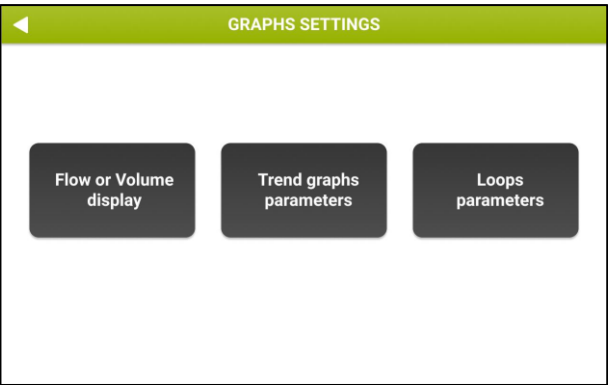 GRAPHS SETTINGS
Flow or Volume
display
Trend graphs
parameters
Loops
parameters